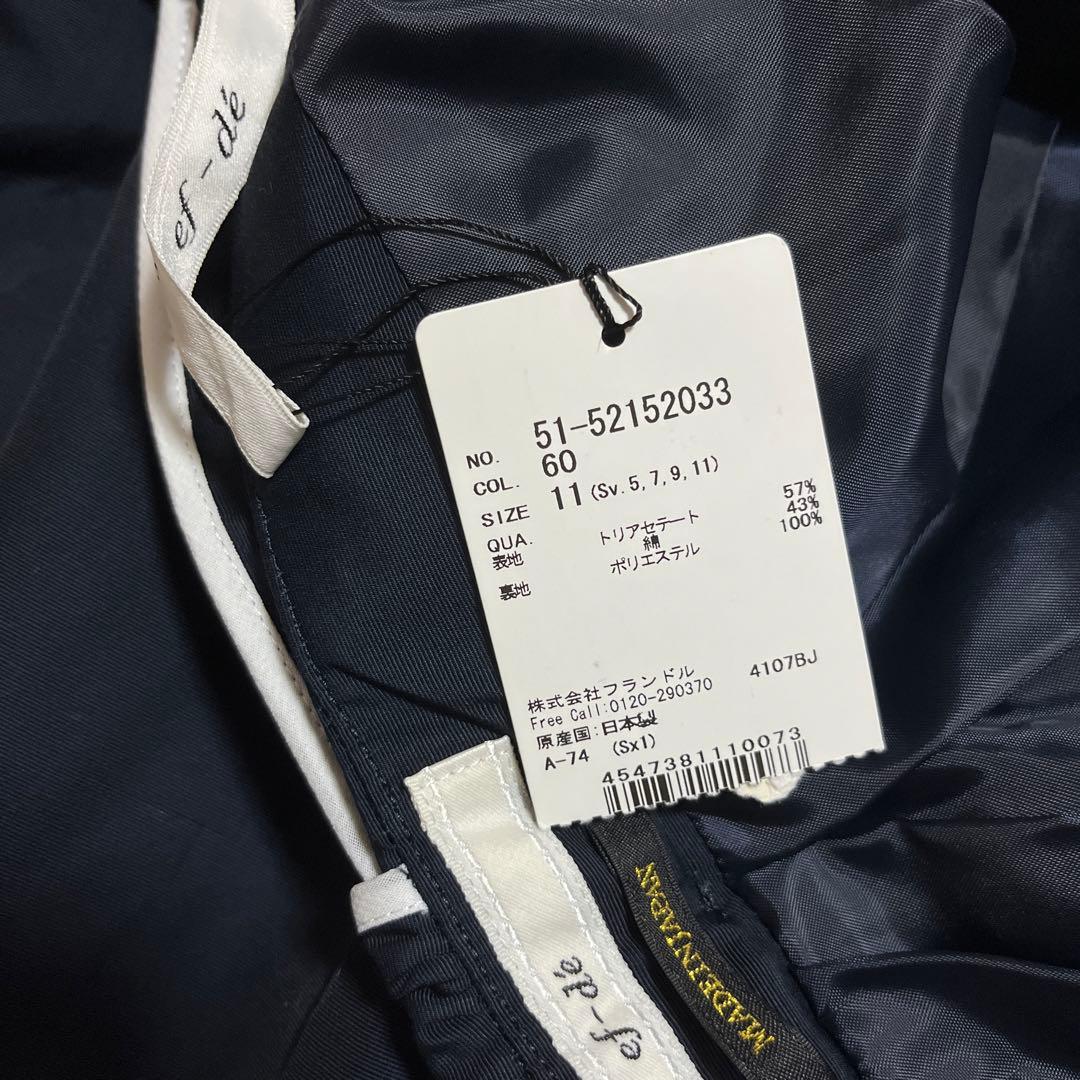 ef-dé
NO. 51-52152033
COL. 60
SIZE 11 (Sv. 5, 7, 9, 11)
QUA.
表地 トリアセテート 57%
綿 43%
裏地 ポリエステル 100%
株式会社フランドル 4107BJ
Free Call:0120-290370
原産国:日本製
A-74 (Sx1)
4547381110073
ef-dé
MADE IN JAPAN